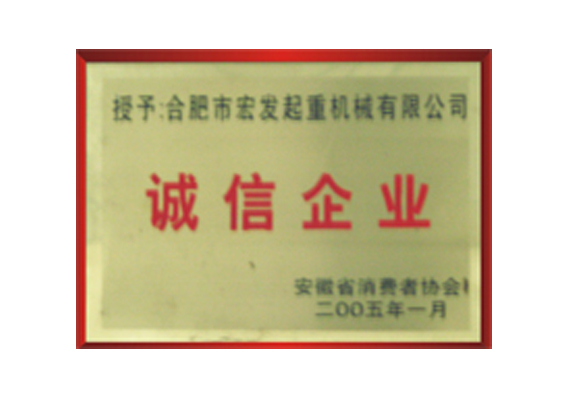 授予:合肥市宏发起重机械有限公司
诚信企业
安徽省消费者协会
二00五年一月